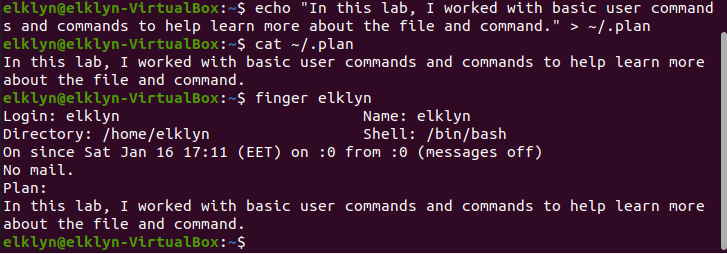 elklyn@elklyn-VirtualBox:~$ echo "In this lab, I worked with basic user command
s and commands to help learn more about the file and command." > ~/.plan
elklyn@elklyn-VirtualBox:~$ cat ~/.plan
In this lab, I worked with basic user commands and commands to help learn more
about the file and command.
elklyn@elklyn-VirtualBox:~$ finger elklyn
Login: elklyn                           Name: elklyn
Directory: /home/elklyn                 Shell: /bin/bash
On since Sat Jan 16 17:11 (EET) on :0 from :0 (messages off)
No mail.
Plan:
In this lab, I worked with basic user commands and commands to help learn more
about the file and command.
elklyn@elklyn-VirtualBox:~$